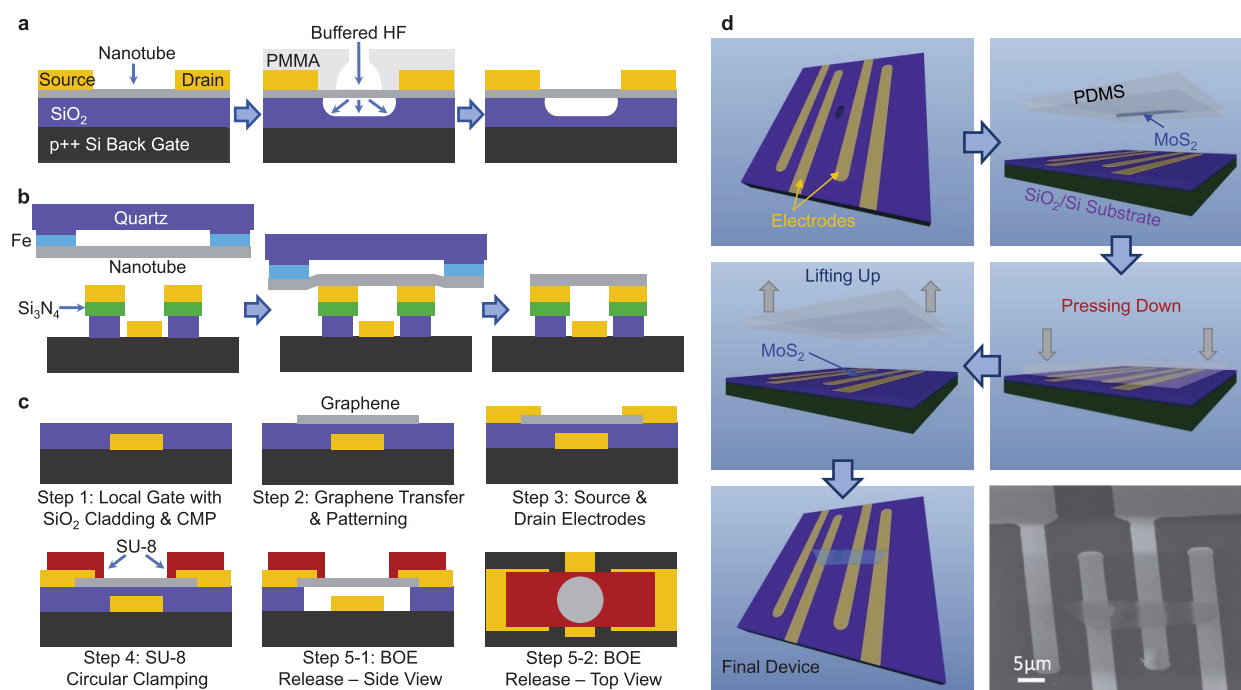 a
Nanotube
Source
Drain
SiO2
p++ Si Back Gate
Buffered HF
PMMA
b
Quartz
Fe
Nanotube
Si3N4
c
Step 1: Local Gate with
SiO2 Cladding & CMP
Graphene
Step 2: Graphene Transfer
& Patterning
Step 3: Source &
Drain Electrodes
SU-8
Step 4: SU-8
Circular Clamping
Step 5-1: BOE
Release – Side View
Step 5-2: BOE
Release – Top View
d
Electrodes
PDMS
MoS2
SiO2/Si Substrate
Pressing Down
Lifting Up
MoS2
Final Device
5μm